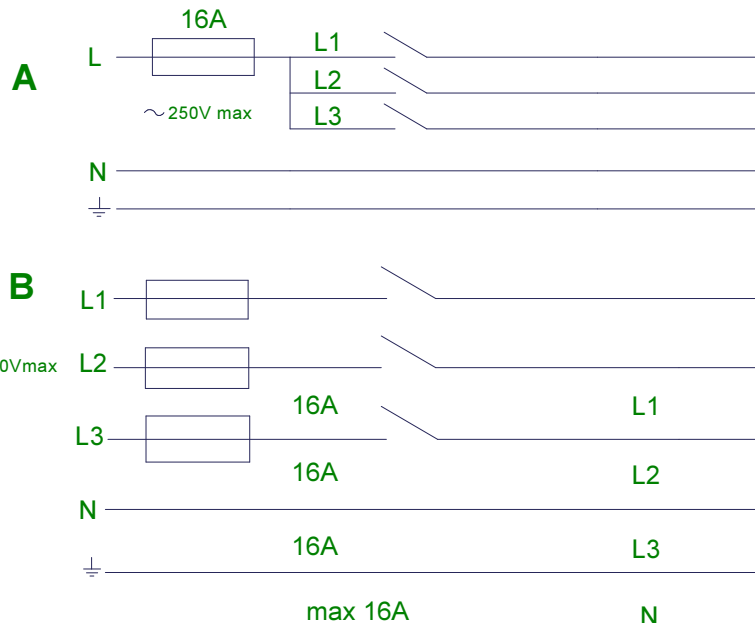 16A
L L1
A L2
~ 250V max L3
N
B
L1
0Vmax L2
16A L1
L3
16A L2
N
16A L3
max 16A N